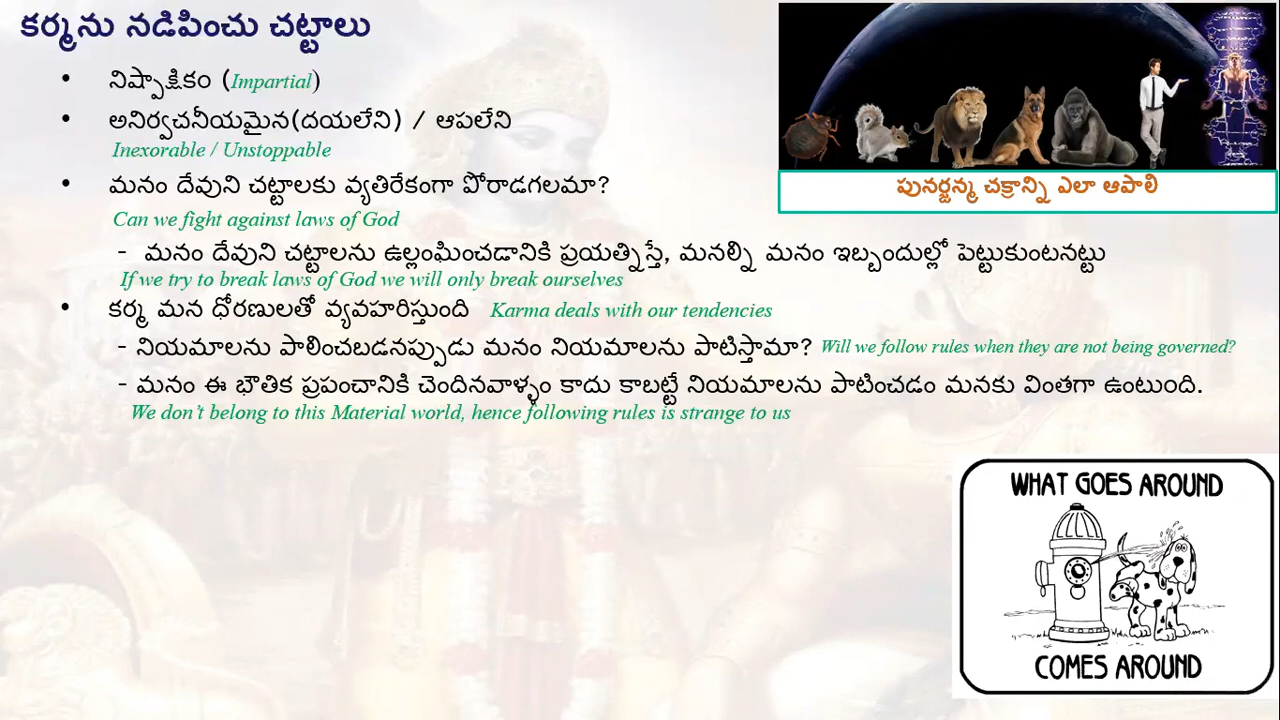 కర్మను నడిపించు చట్టాలు
• నిష్పాక్షికం (Impartial)
• అనిర్వచనీయమైన(దయలేని) / ఆపలేని
Inexorable / Unstoppable
• మనం దేవుని చట్టాలకు వ్యతిరేకంగా పోరాడగలమా?
Can we fight against laws of God
- మనం దేవుని చట్టాలను ఉల్లంఘించడానికి ప్రయత్నిస్తే, మనల్ని మనం ఇబ్బందుల్లో పెట్టుకుంటనట్టు
If we try to break laws of God we will only break ourselves
• కర్మ మన ధోరణులతో వ్యవహరిస్తుంది Karma deals with our tendencies
- నియమాలను పాలించబడనప్పుడు మనం నియమాలను పాటిస్తామా? Will we follow rules when they are not being governed?
- మనం ఈ భౌతిక ప్రపంచానికి చెందినవాళ్ళం కాదు కాబట్టే నియమాలను పాటించడం మనకు వింతగా ఉంటుంది.
We don't belong to this Material world, hence following rules is strange to us
పునర్జన్మ చక్రాన్ని ఎలా ఆపాలి
WHAT GOES AROUND
COMES AROUND